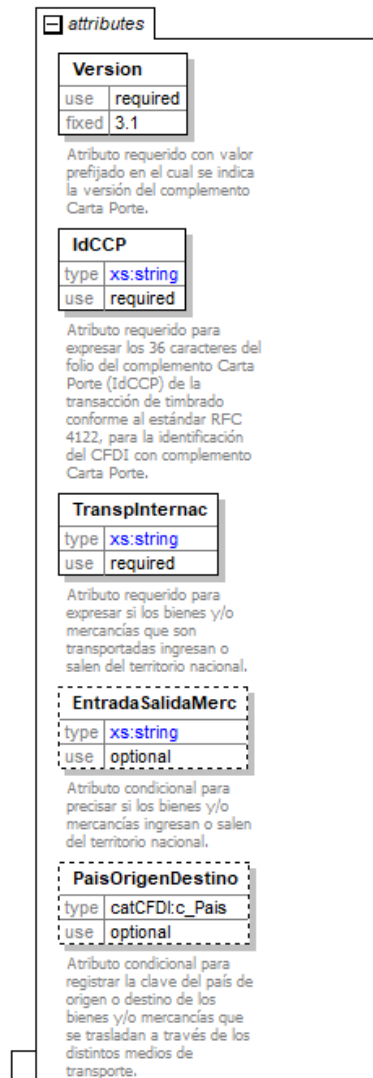 attributes
Version
use required
fixed 3.1
Atributo requerido con valor
prefijado en el cual se indica
la versión del complemento
Carta Porte.
IdCCP
type xs:string
use required
Atributo requerido para
expresar los 36 caracteres del
folio del complemento Carta
Porte (IdCCP) de la
transacción de timbrado
conforme al estándar RFC
4122, para la identificación
del CFDI con complemento
Carta Porte.
TranspInternac
type xs:string
use required
Atributo requerido para
expresar si los bienes y/o
mercancías que son
transportadas ingresan o
salen del territorio nacional.
EntradaSalidaMerc
type xs:string
use optional
Atributo condicional para
precisar si los bienes y/o
mercancías ingresan o salen
del territorio nacional.
PaisOrigenDestino
type catCFDI:c_Pais
use optional
Atributo condicional para
registrar la clave del país de
origen o destino de los
bienes y/o mercancías que
se trasladan a través de los
distintos medios de
transporte.